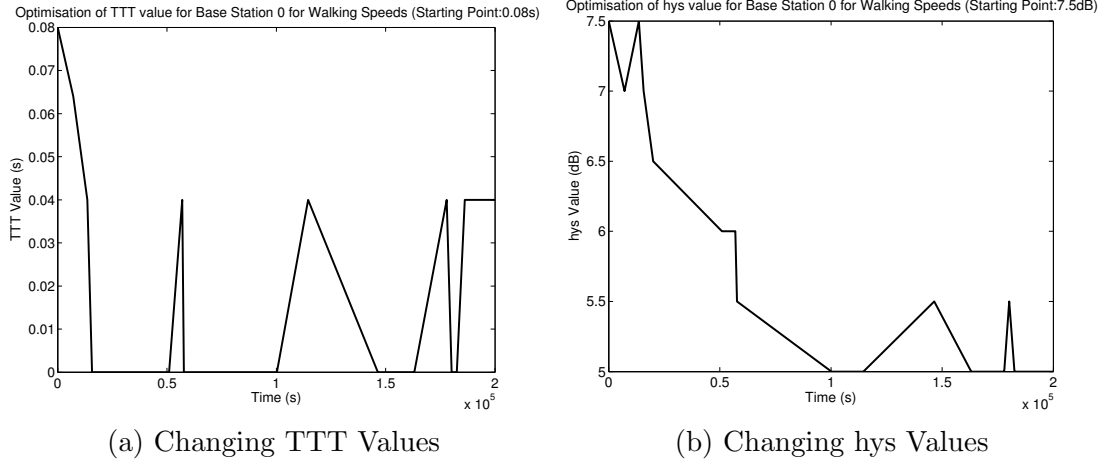 Optimisation of TTT value for Base Station 0 for Walking Speeds (Starting Point:0.08s)
0.08
0.07
0.06
0.05
0.04
0.03
0.02
0.01
0
TTT Value (s)
0
0.5
1
1.5
2
x 10^5
Time (s)
(a) Changing TTT Values
Optimisation of hys value for Base Station 0 for Walking Speeds (Starting Point:7.5dB)
7.5
7
6.5
6
5.5
5
hys Value (dB)
0
0.5
1
1.5
2
x 10^5
Time (s)
(b) Changing hys Values